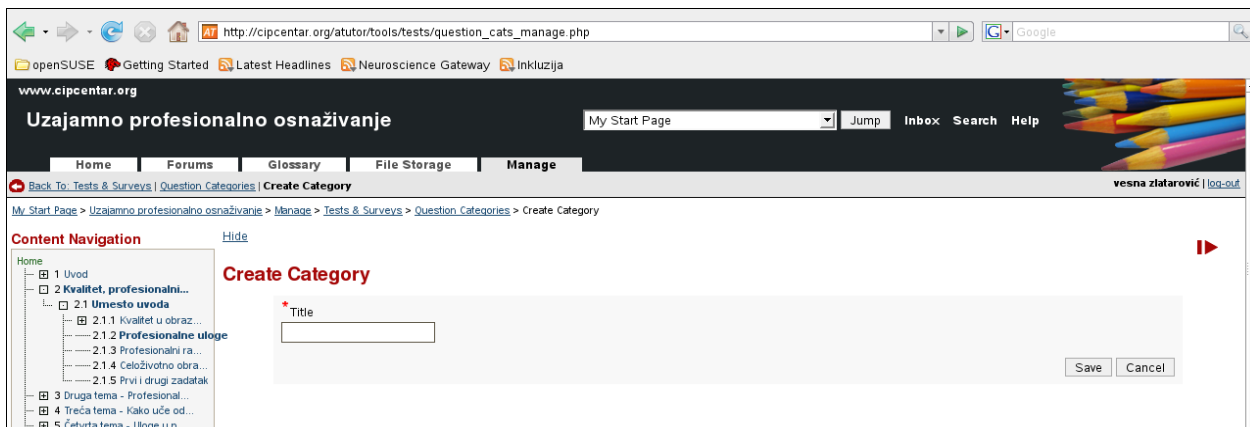 http://cipcentar.org/atutor/tools/tests/question_cats_manage.php G Google
openSUSE Getting Started Latest Headlines Neuroscience Gateway Inkluzija
www.cipcentar.org
Uzajamno profesionalno osnaživanje My Start Page Jump Inbox Search Help
Home Forums Glossary File Storage Manage
Back To: Tests & Surveys | Question Categories | Create Category vesna zlatarović | log-out
My Start Page > Uzajamno profesionalno osnaživanje > Manage > Tests & Surveys > Question Categories > Create Category
Content Navigation Hide
Home
1 Uvod
Create Category
2 Kvalitet, profesionalni...
2.1 Umesto uvoda
* Title
2.1.1 Kvalitet u obraz...
2.1.2 Profesionalne uloge
2.1.3 Profesionalni ra...
2.1.4 Celoživotno obra...
Save Cancel
2.1.5 Prvi i drugi zadatak
3 Druga tema - Profesional...
4 Treća tema - Kako uče od...
5 Četvrta tema - Uloge u p...